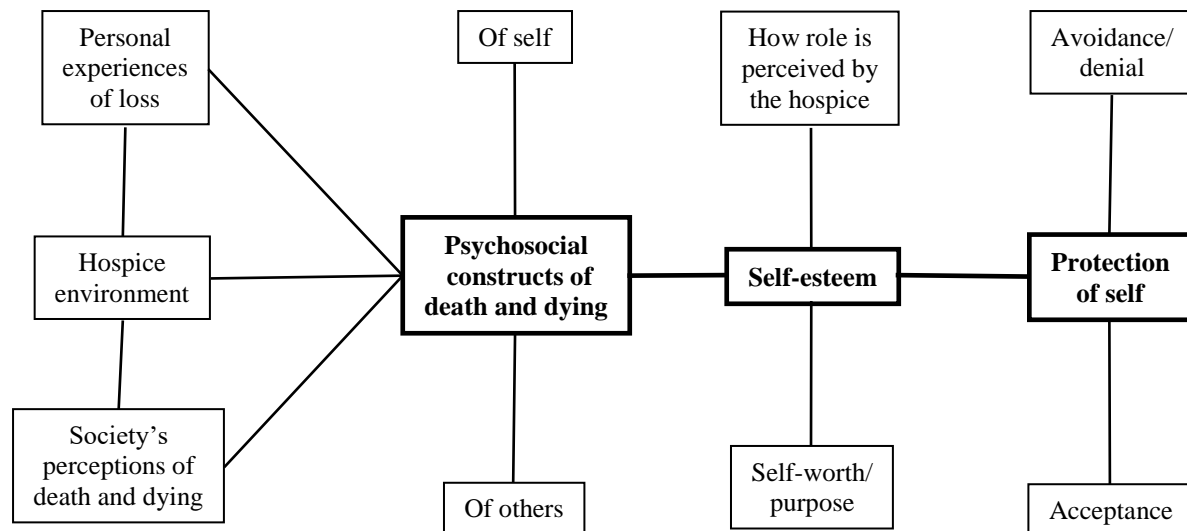 Personal
experiences
of loss
Of self
How role is
perceived by
the hospice
Avoidance/
denial
Hospice
environment
Psychosocial
constructs of
death and dying
Self-esteem
Protection
of self
Society’s
perceptions of
death and dying
Of others
Self-worth/
purpose
Acceptance